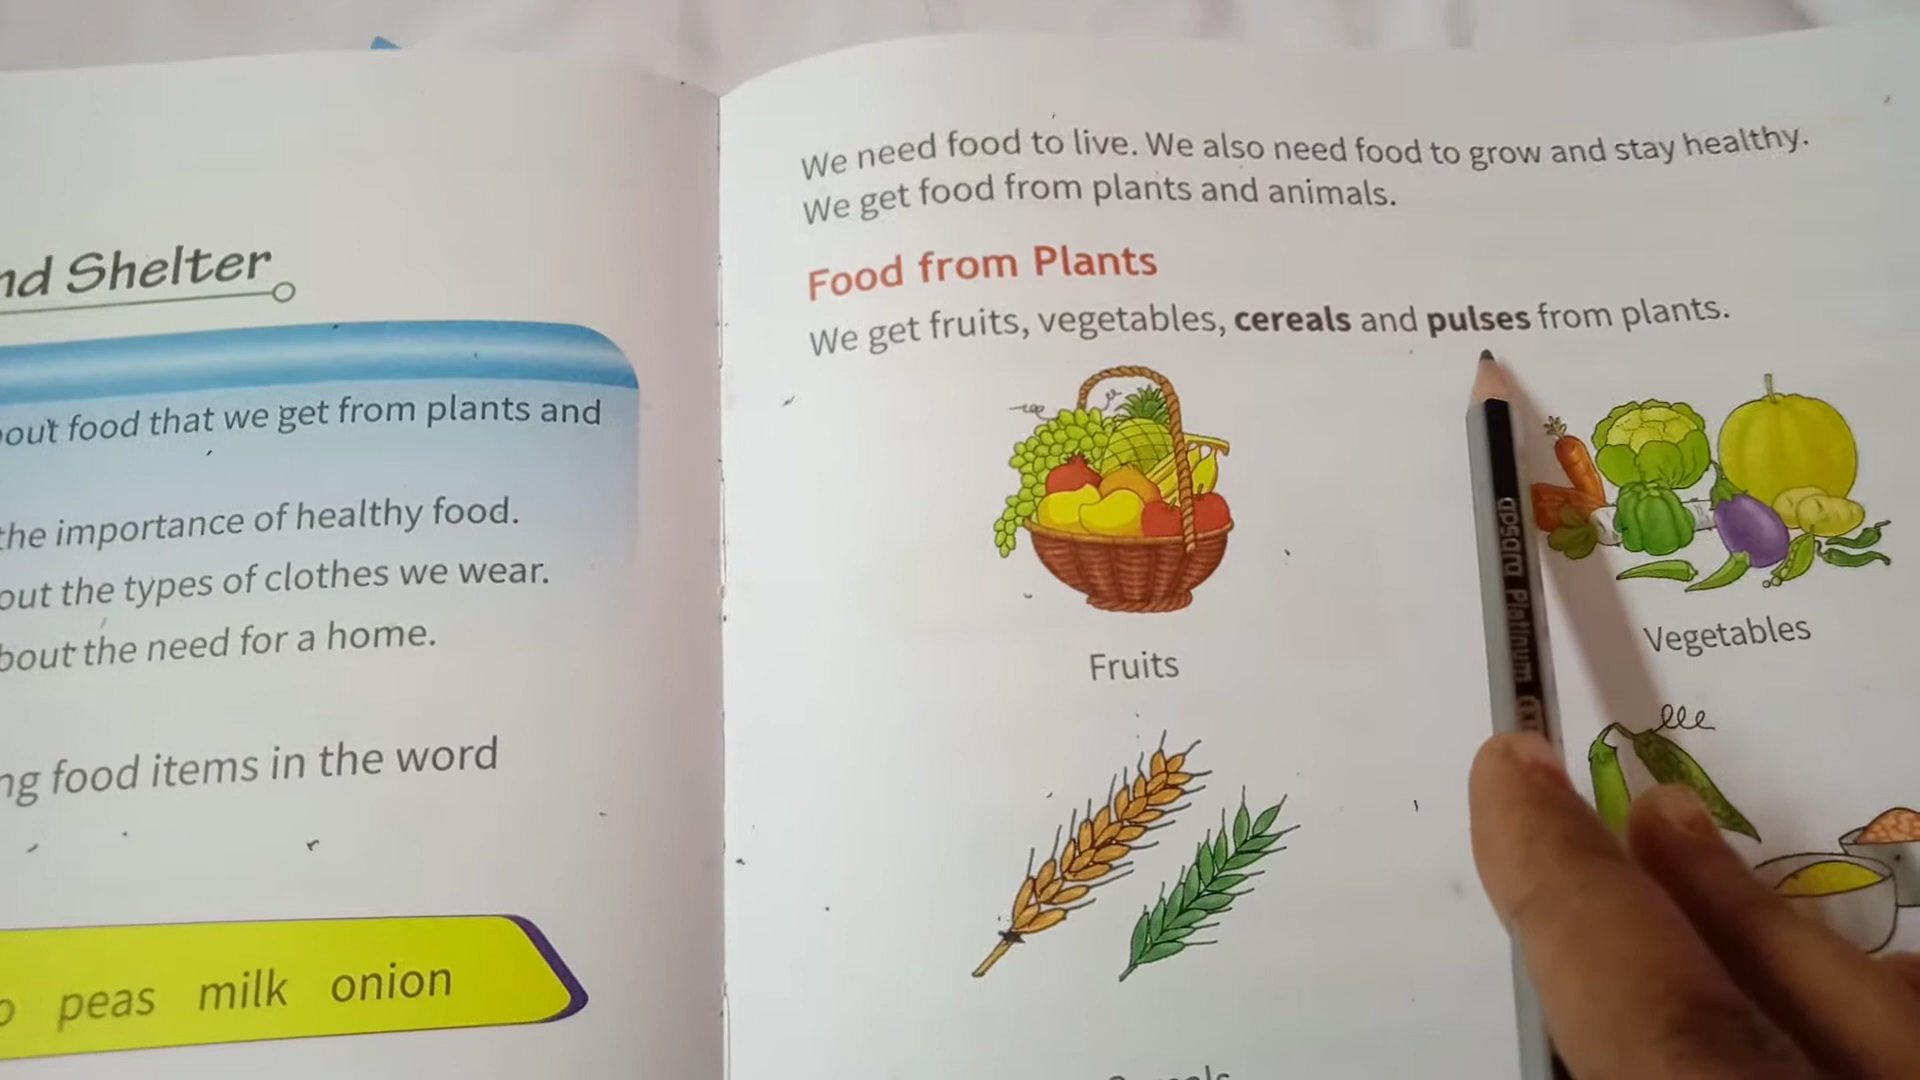 nd Shelter
out food that we get from plants and
the importance of healthy food.
out the types of clothes we wear.
bout the need for a home.
ng food items in the word
peas milk onion
We need food to live. We also need food to grow and stay healthy.
We get food from plants and animals.
Food from Plants
We get fruits, vegetables, cereals and pulses from plants.
Fruits
Vegetables
apsara Platinum